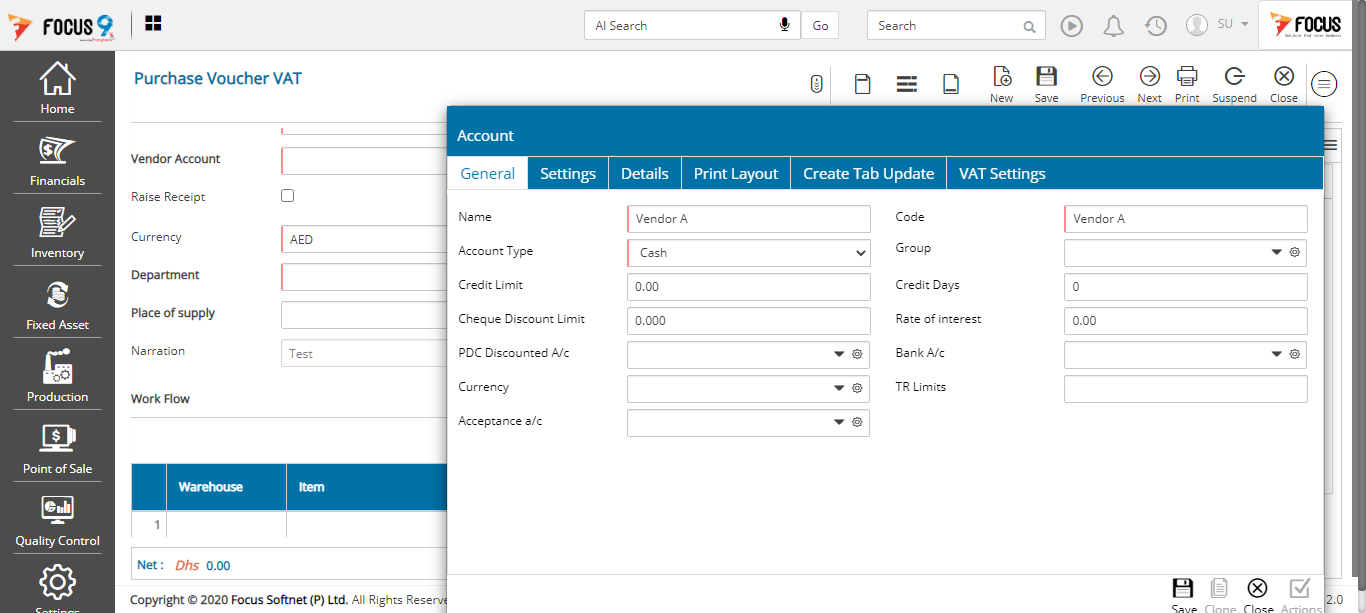 FOCUS 9
AI Search
Go
Search
SU
FOCUS
Home
Financials
Inventory
Fixed Asset
Production
Point of Sale
Quality Control
Settings
Purchase Voucher VAT
New Save Previous Next Print Suspend Close
Vendor Account
Raise Receipt
Currency AED
Department
Place of supply
Narration Test
Work Flow
Warehouse Item
1
Net : Dhs 0.00
Copyright © 2020 Focus Softnet (P) Ltd. All Rights Reserve
2.0
Account
General Settings Details Print Layout Create Tab Update VAT Settings
Name Vendor A Code Vendor A
Account Type Cash Group
Credit Limit 0.00 Credit Days 0
Cheque Discount Limit 0.000 Rate of interest 0.00
PDC Discounted A/c Bank A/c
Currency TR Limits
Acceptance a/c
Save Clone Close Actions